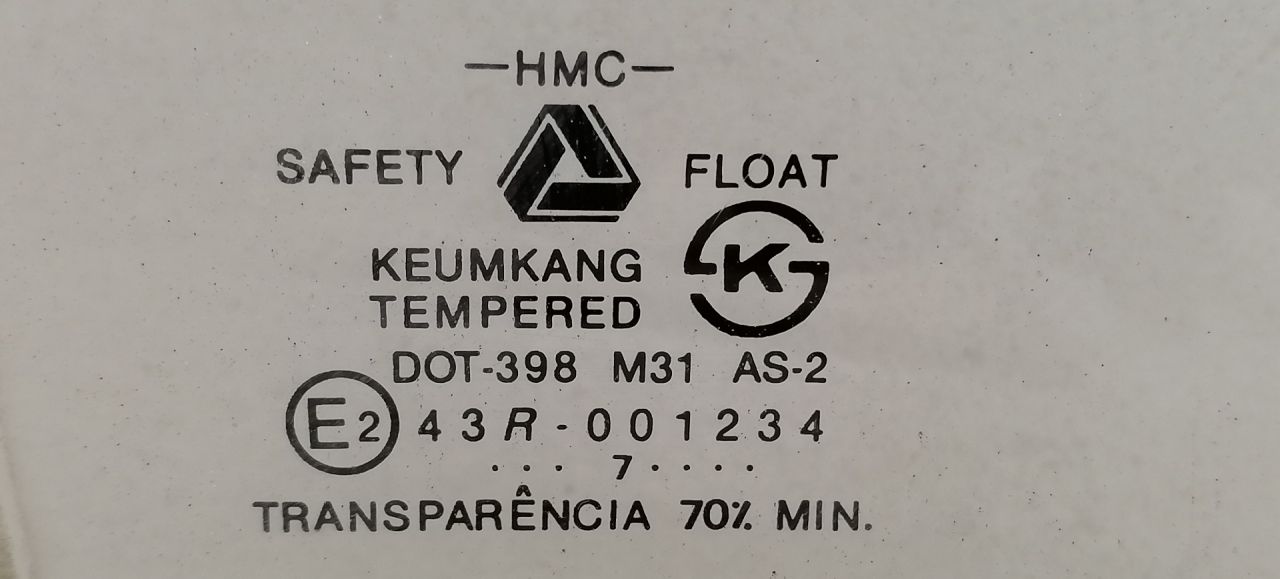 —HMC—
SAFETY FLOAT
KEUMKANG
TEMPERED
K
DOT-398 M31 AS-2
E2 43R-001234
... 7....
TRANSPARÊNCIA 70% MIN.